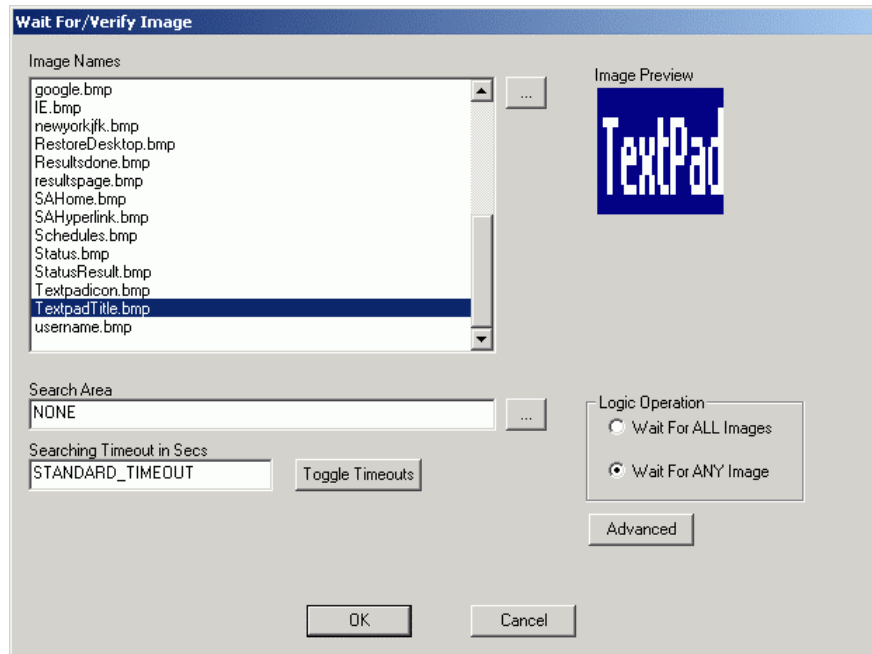 Wait For/Verify Image
Image Names
...
Image Preview
google.bmp
IE.bmp
newyorkjfk.bmp
RestoreDesktop.bmp
Resultsdone.bmp
resultspage.bmp
SAHome.bmp
SAHyperlink.bmp
Schedules.bmp
Status.bmp
StatusResult.bmp
Textpadicon.bmp
TextpadTitle.bmp
username.bmp
TextPad
Search Area
NONE
...
Searching Timeout in Secs
STANDARD_TIMEOUT
Toggle Timeouts
Logic Operation
Wait For ALL Images
Wait For ANY Image
Advanced
OK
Cancel